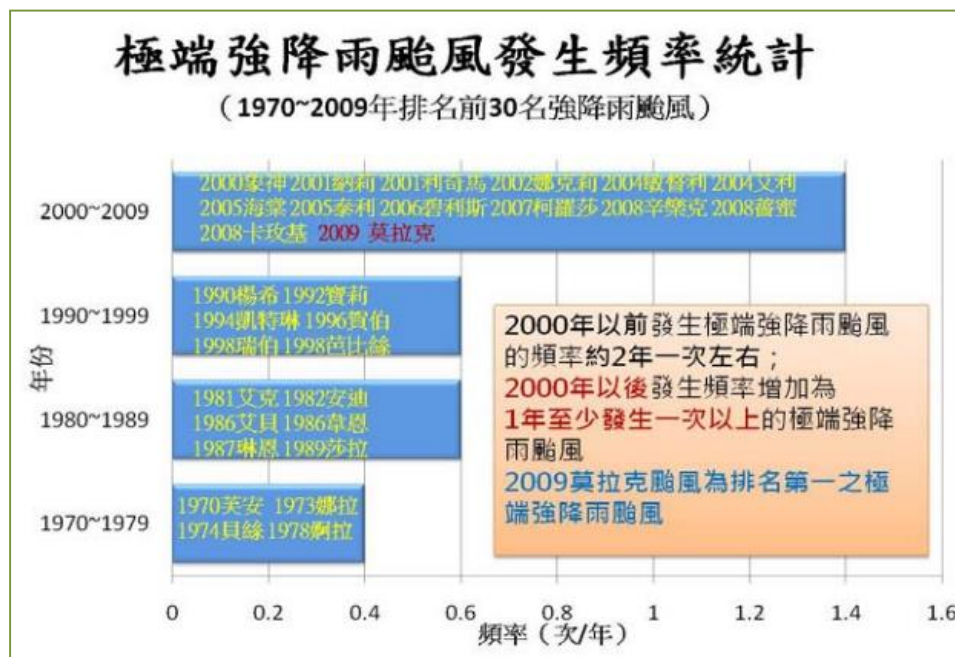 極端強降雨颱風發生頻率統計
（1970~2009年排名前30名強降雨颱風）
2000~2009
2000象神 2001納莉 2001利奇馬 2002娜克莉 2004敏督利 2004艾利
2005海棠 2005泰利 2006碧利斯 2007柯羅莎 2008辛樂克 2008薔蜜
2008卡玫基 2009 莫拉克
1990~1999
1990楊希 1992寶莉
1994凱特琳 1996賀伯
1998瑞伯 1998芭比絲
1980~1989
1981艾克 1982安迪
1986艾貝 1986韋恩
1987琳恩 1989莎拉
1970~1979
1970芙安 1973娜拉
1974貝絲 1978婀拉
年份
2000年以前發生極端強降雨颱風
的頻率約2年一次左右；
2000年以後發生頻率增加為
1年至少發生一次以上的極端強降
雨颱風
2009莫拉克颱風為排名第一之極
端強降雨颱風
0 0.2 0.4 0.6 0.8 1 1.2 1.4 1.6
頻率（次/年）